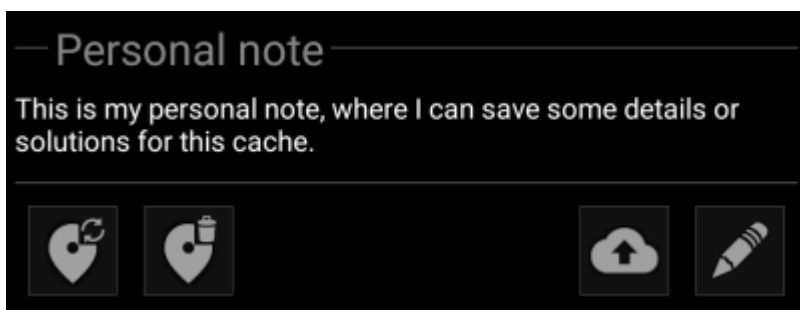 Personal note
This is my personal note, where I can save some details or
solutions for this cache.